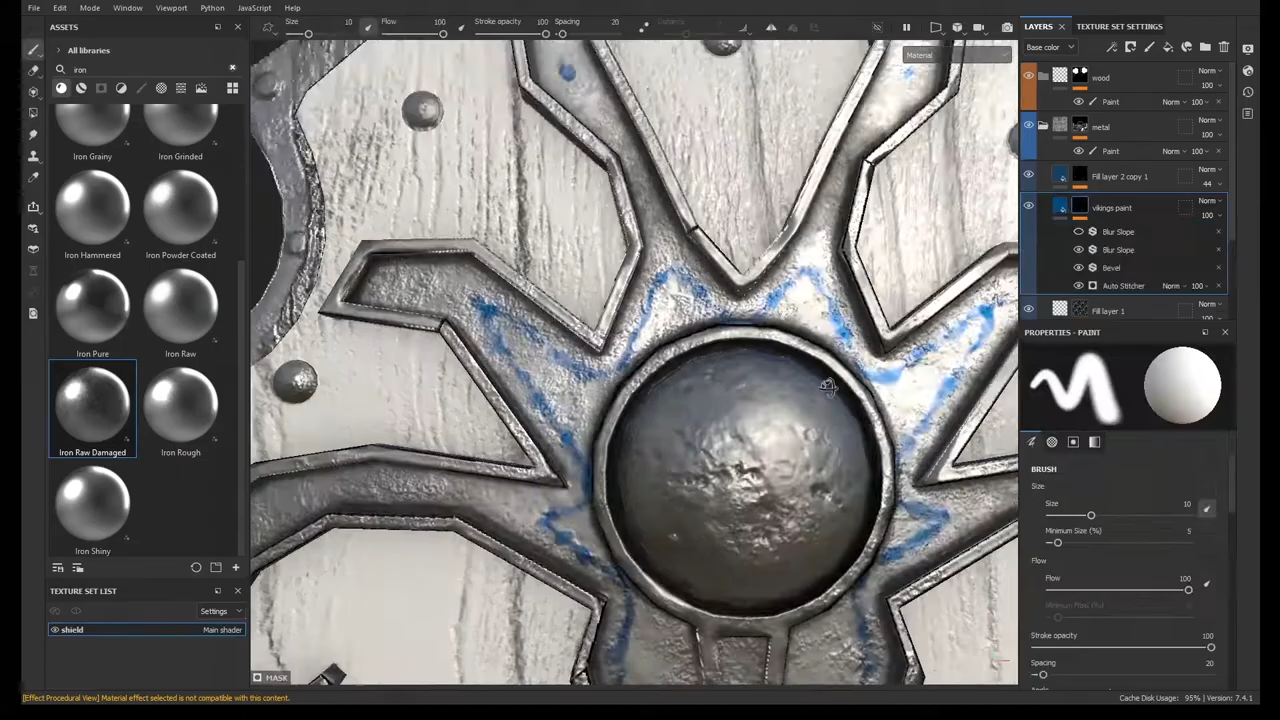 File Edit Mode Window Viewport Python JavaScript Help
ASSETS
All libraries
iron
Iron Grainy
Iron Grinded
Iron Hammered
Iron Powder Coated
Iron Pure
Iron Raw
Iron Raw Damaged
Iron Rough
Iron Shiny
TEXTURE SET LIST
Settings
shield
Main shader
[Effect Procedural View] Material effect selected is not compatible with this content.
Size 10
Flow 100
Stroke opacity 100
Spacing 20
Material
MASK
LAYERS
TEXTURE SET SETTINGS
Base color
wood
Norm
100
Paint
Norm 100
metal
Norm
100
Paint
Norm 100
Fill layer 2 copy 1
Norm
44
vikings paint
Norm
100
Blur Slope
Blur Slope
Bevel
Auto Stitcher
Norm 100
Fill layer 1
Norm
PROPERTIES - PAINT
BRUSH
Size
Size 10
Minimum Size (%) 5
Flow
Flow 100
Stroke opacity 100
Spacing 20
Cache Disk Usage: 95% | Version: 7.4.1